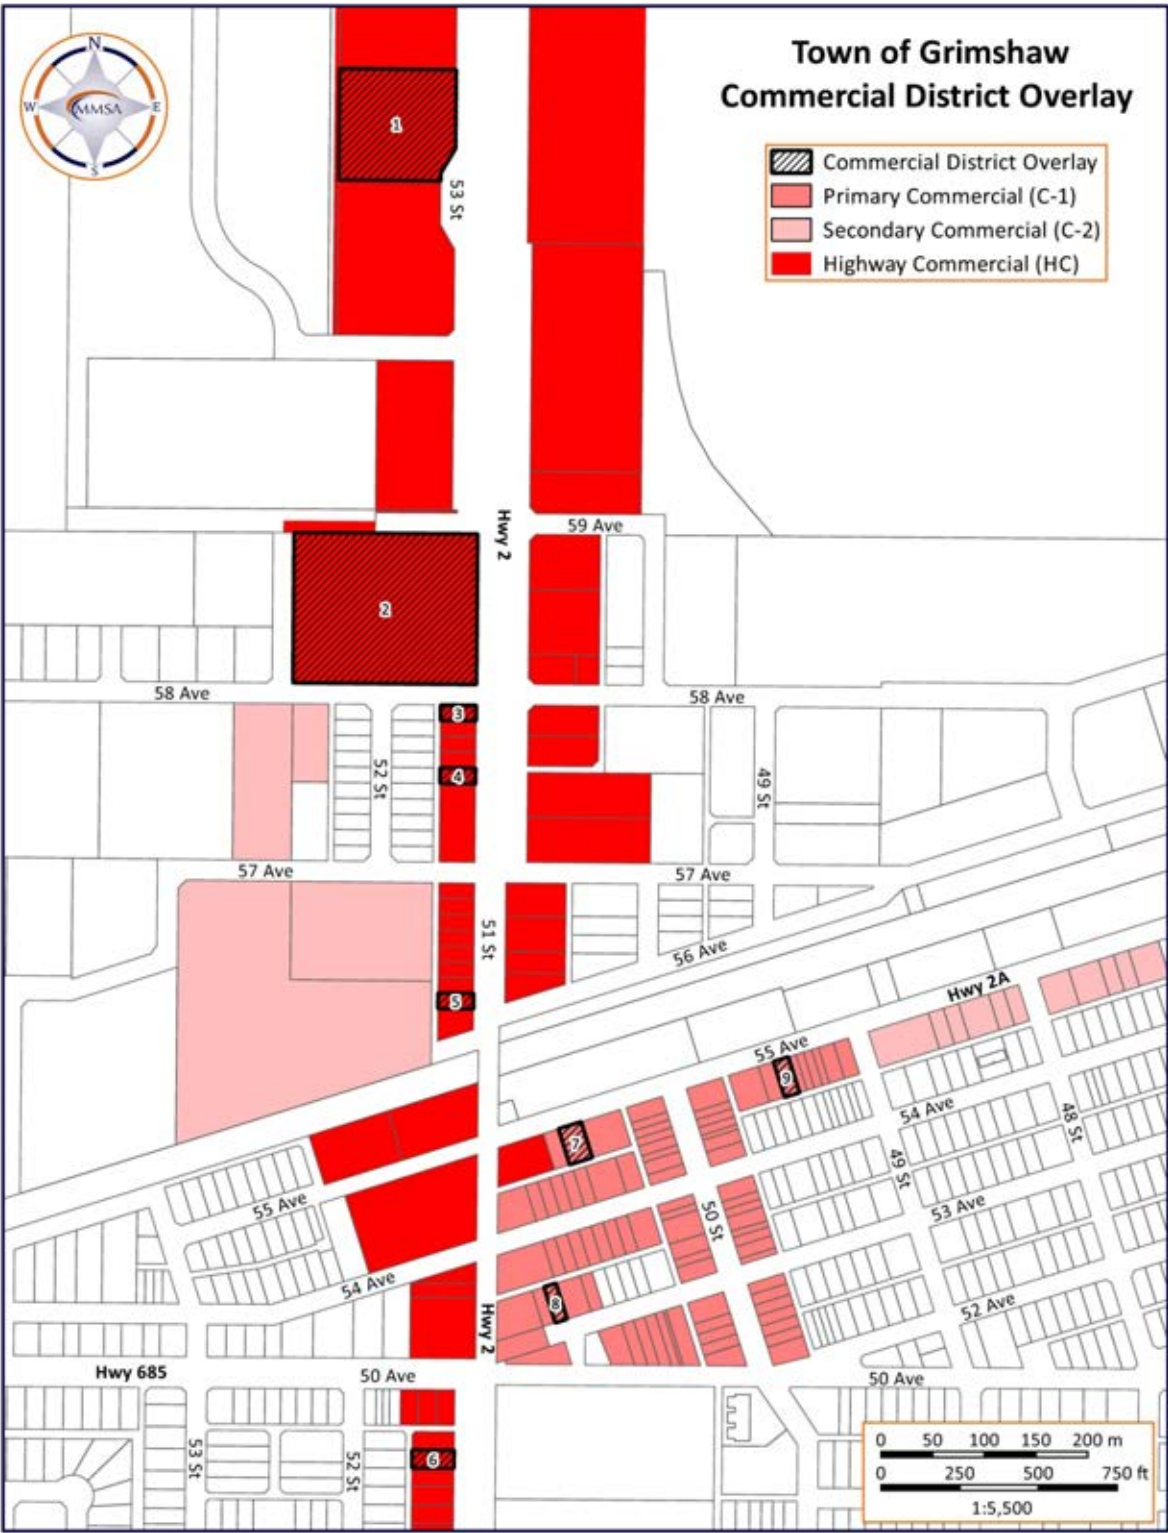 N
W MMSA E
S
Town of Grimshaw
Commercial District Overlay
Commercial District Overlay
Primary Commercial (C-1)
Secondary Commercial (C-2)
Highway Commercial (HC)
1
53 St
Hwy 2
59 Ave
2
58 Ave
58 Ave
3
52 St
4
49 St
57 Ave
57 Ave
51 St
56 Ave
5
Hwy 2A
55 Ave
9
54 Ave
48 St
7
49 St
55 Ave
50 St
53 Ave
54 Ave
8
52 Ave
Hwy 2
Hwy 685
50 Ave
50 Ave
53 St
52 St
6
0 50 100 150 200 m
0 250 500 750 ft
1:5,500